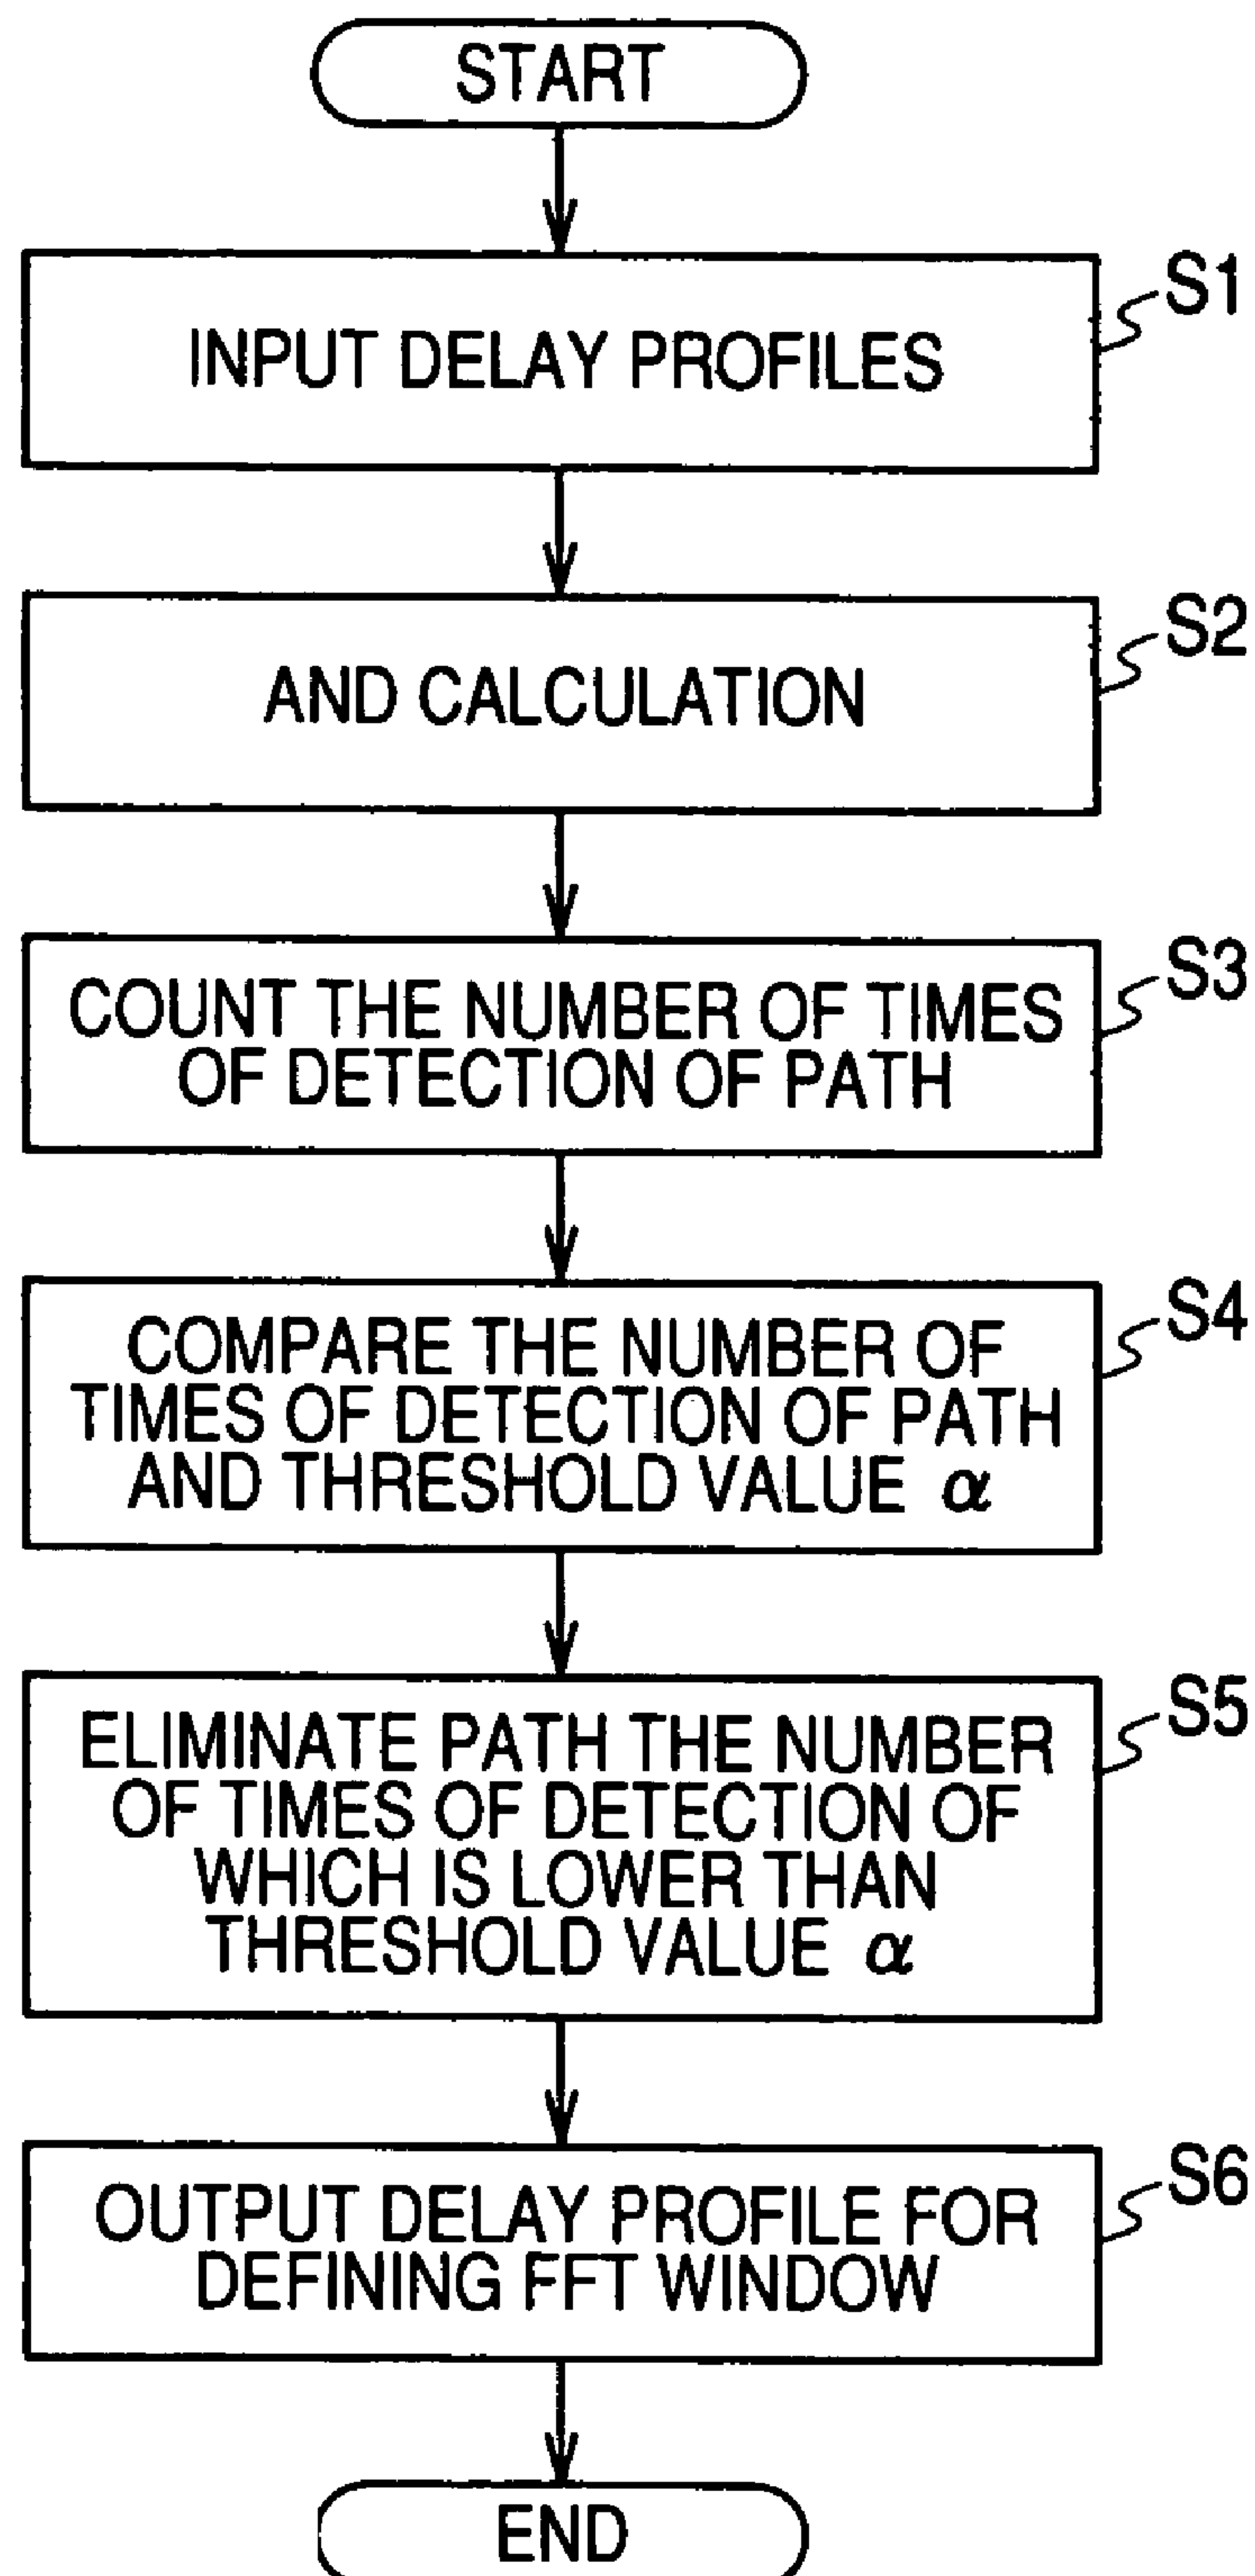 START
INPUT DELAY PROFILES
S1
AND CALCULATION
S2
COUNT THE NUMBER OF TIMES
OF DETECTION OF PATH
S3
COMPARE THE NUMBER OF
TIMES OF DETECTION OF PATH
AND THRESHOLD VALUE α
S4
ELIMINATE PATH THE NUMBER
OF TIMES OF DETECTION OF
WHICH IS LOWER THAN
THRESHOLD VALUE α
S5
OUTPUT DELAY PROFILE FOR
DEFINING FFT WINDOW
S6
END